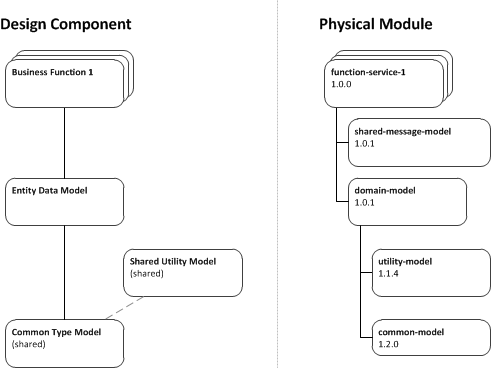 Design Component
Business Function 1
Entity Data Model
Shared Utility Model
(shared)
Common Type Model
(shared)
Physical Module
function-service-1
1.0.0
shared-message-model
1.0.1
domain-model
1.0.1
utility-model
1.1.4
common-model
1.2.0